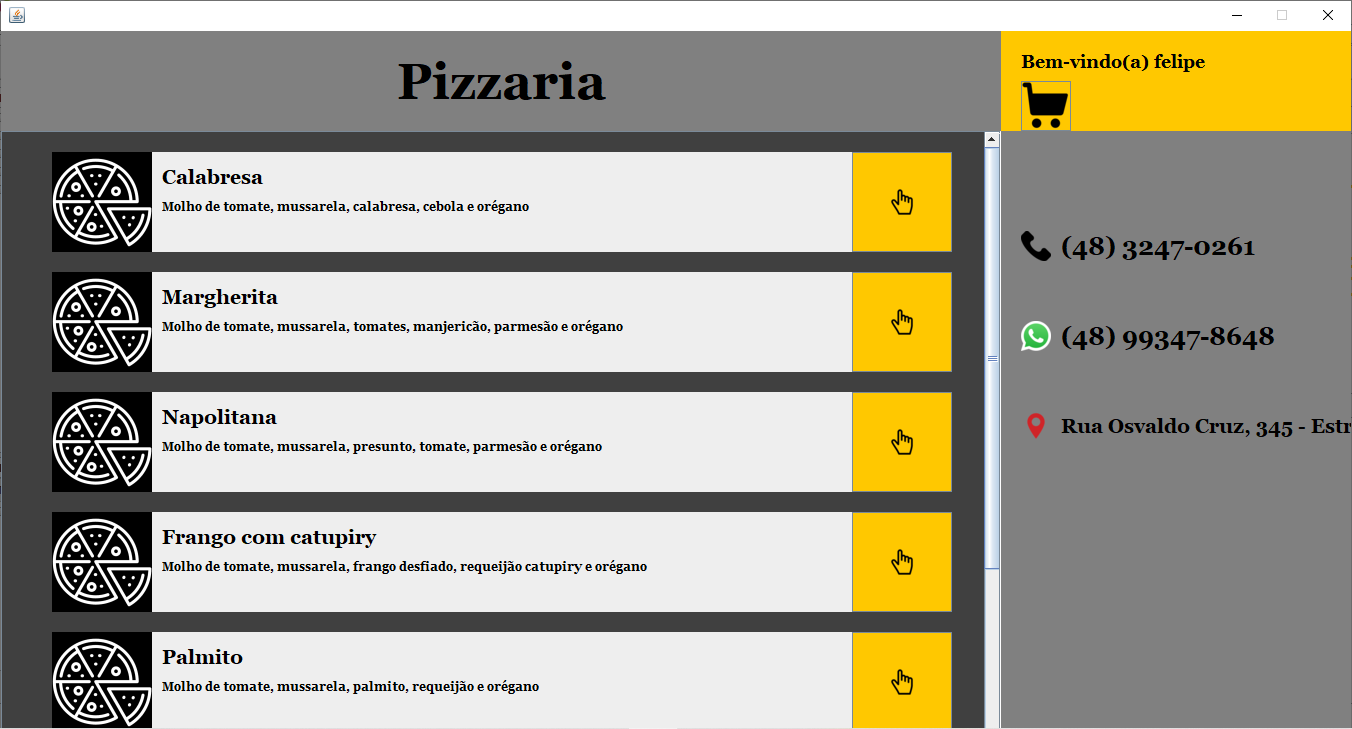 Pizzaria
Bem-vindo(a) felipe
Calabresa
Molho de tomate, mussarela, calabresa, cebola e orégano
Margherita
Molho de tomate, mussarela, tomates, manjericão, parmesão e orégano
Napolitana
Molho de tomate, mussarela, presunto, tomate, parmesão e orégano
Frango com catupiry
Molho de tomate, mussarela, frango desfiado, requeijão catupiry e orégano
Palmito
Molho de tomate, mussarela, palmito, requeijão e orégano
(48) 3247-0261
(48) 99347-8648
Rua Osvaldo Cruz, 345 - Estr